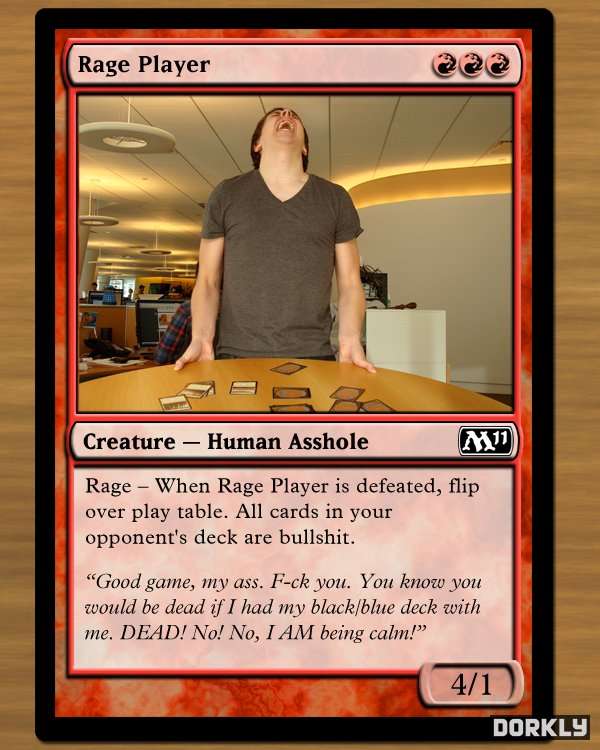 Rage Player
Creature — Human Asshole
M11
Rage – When Rage Player is defeated, flip
over play table. All cards in your
opponent's deck are bullshit.
“Good game, my ass. F-ck you. You know you
would be dead if I had my black/blue deck with
me. DEAD! No! No, I AM being calm!”
4/1
DORKLY